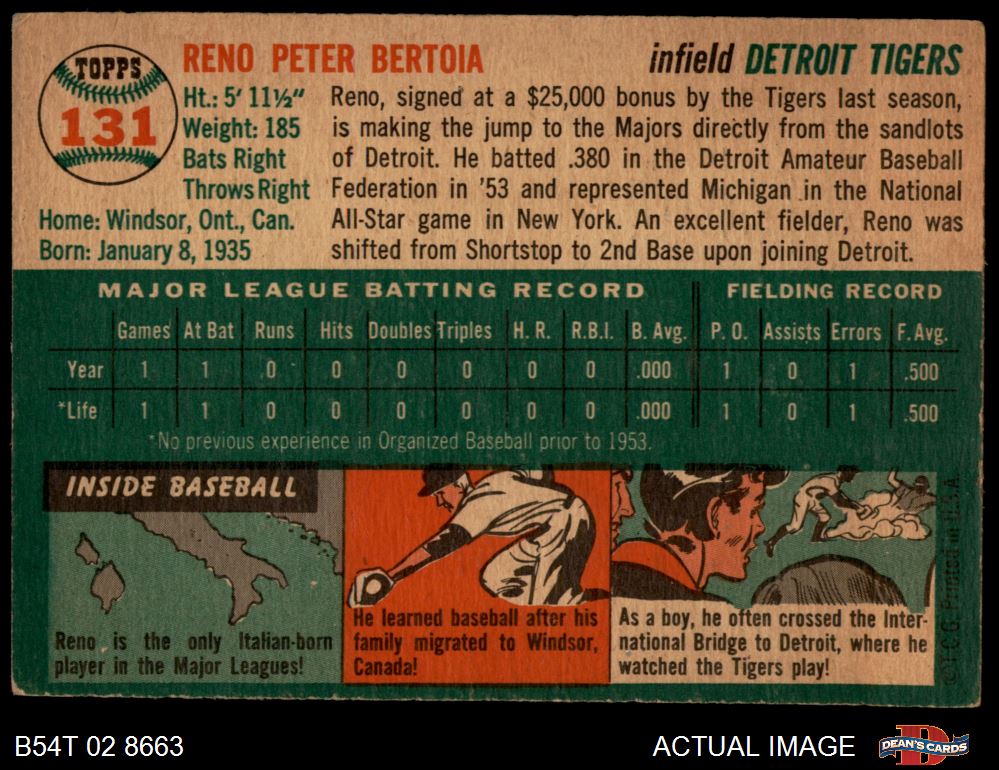 TOPPS
131
RENO PETER BERTOIA
infield DETROIT TIGERS
Ht.: 5' 11½"
Weight: 185
Bats Right
Throws Right
Home: Windsor, Ont., Can.
Born: January 8, 1935
Reno, signed at a $25,000 bonus by the Tigers last season,
is making the jump to the Majors directly from the sandlots
of Detroit. He batted .380 in the Detroit Amateur Baseball
Federation in '53 and represented Michigan in the National
All-Star game in New York. An excellent fielder, Reno was
shifted from Shortstop to 2nd Base upon joining Detroit.
MAJOR LEAGUE BATTING RECORD FIELDING RECORD
Games At Bat Runs Hits Doubles Triples H. R. R.B.I. B. Avg. P. O. Assists Errors F. Avg.
Year 1 1 0 0 0 0 0 0 .000 1 0 1 .500
*Life 1 1 0 0 0 0 0 0 .000 1 0 1 .500
*No previous experience in Organized Baseball prior to 1953.
INSIDE BASEBALL
Reno is the only Italian-born
player in the Major Leagues!
He learned baseball after his
family migrated to Windsor,
Canada!
As a boy, he often crossed the Inter-
national Bridge to Detroit, where he
watched the Tigers play!
© T.C.G. Printed in U.S.A.
B54T 02 8663
ACTUAL IMAGE
D
DEAN'S CARDS